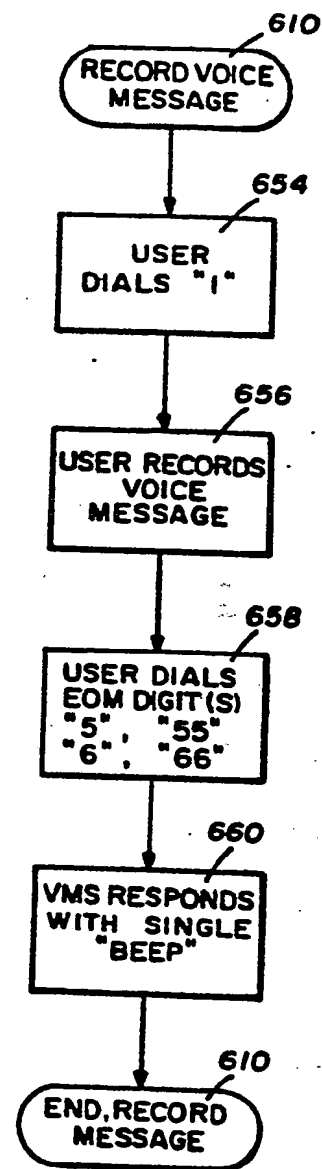 610
RECORD VOICE
MESSAGE
654
USER
DIALS "1"
656
USER RECORDS
VOICE
MESSAGE
658
USER DIALS
EOM DIGIT(S)
"5", "55"
"6", "66"
660
VMS RESPONDS
WITH SINGLE
"BEEP"
610
END, RECORD
MESSAGE